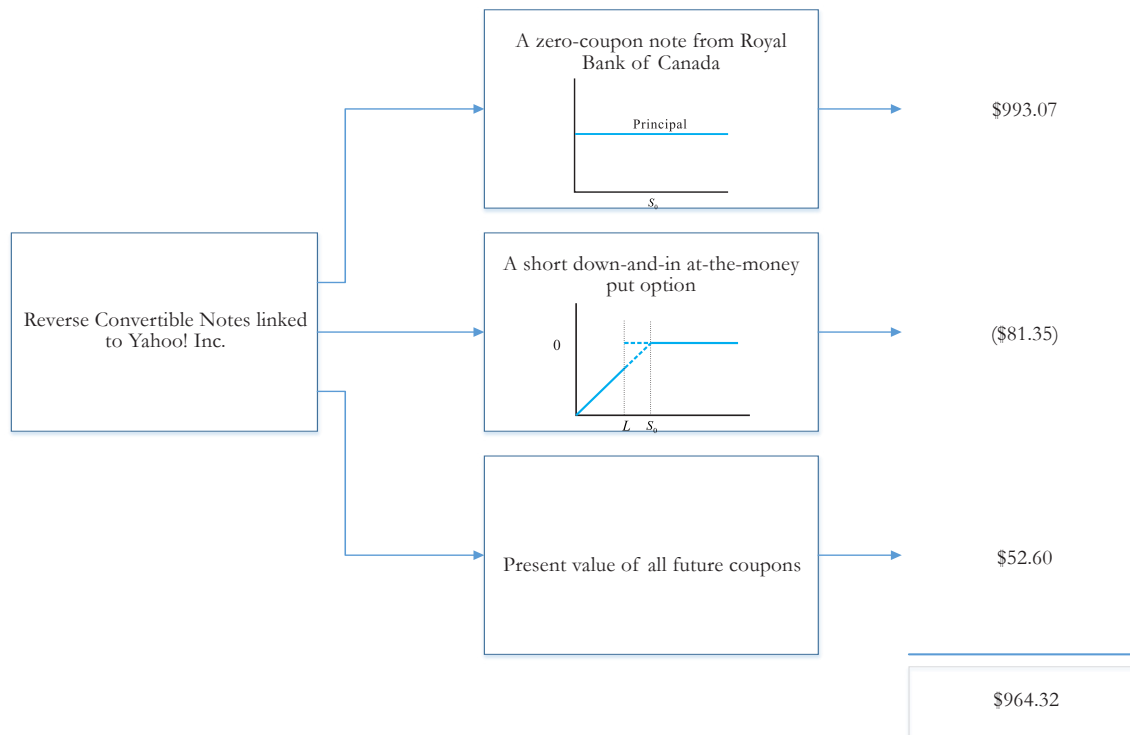 A zero-coupon note from Royal
Bank of Canada
Principal
S₀
$993.07
Reverse Convertible Notes linked
to Yahoo! Inc.
A short down-and-in at-the-money
put option
0
L S₀
($81.35)
Present value of all future coupons
$52.60
$964.32